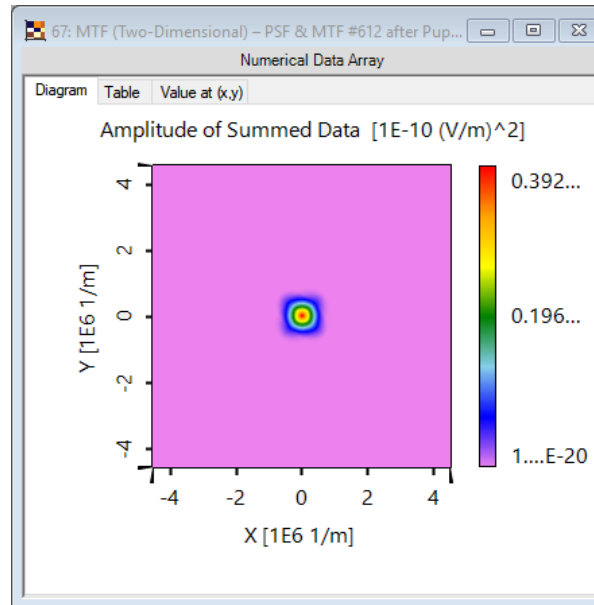 67: MTF (Two-Dimensional) – PSF & MTF #612 after Pup...
Numerical Data Array
Diagram Table Value at (x,y)
Amplitude of Summed Data [1E-10 (V/m)^2]
0.392...
0.196...
1....E-20
Y [1E6 1/m]
4
2
0
-2
-4
-4 -2 0 2 4
X [1E6 1/m]